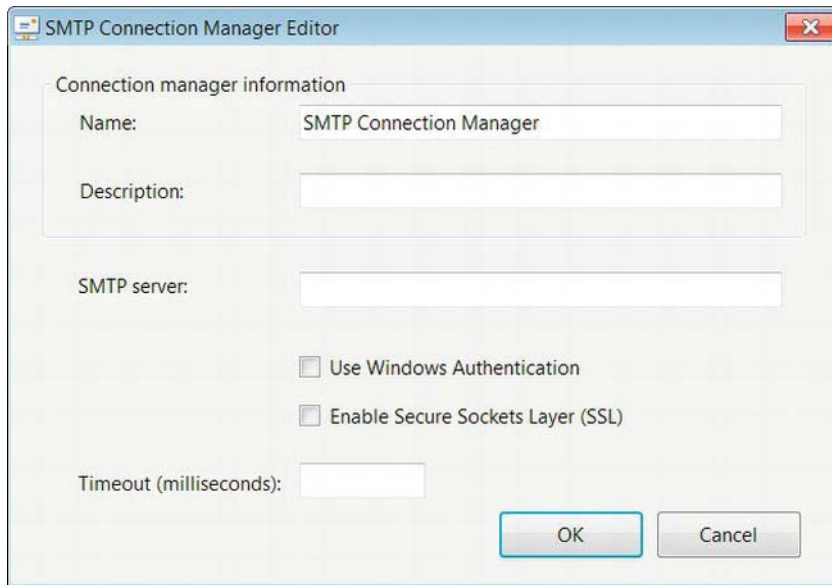 SMTP Connection Manager Editor
Connection manager information
Name: SMTP Connection Manager
Description:
SMTP server:
Use Windows Authentication
Enable Secure Sockets Layer (SSL)
Timeout (milliseconds):
OK Cancel